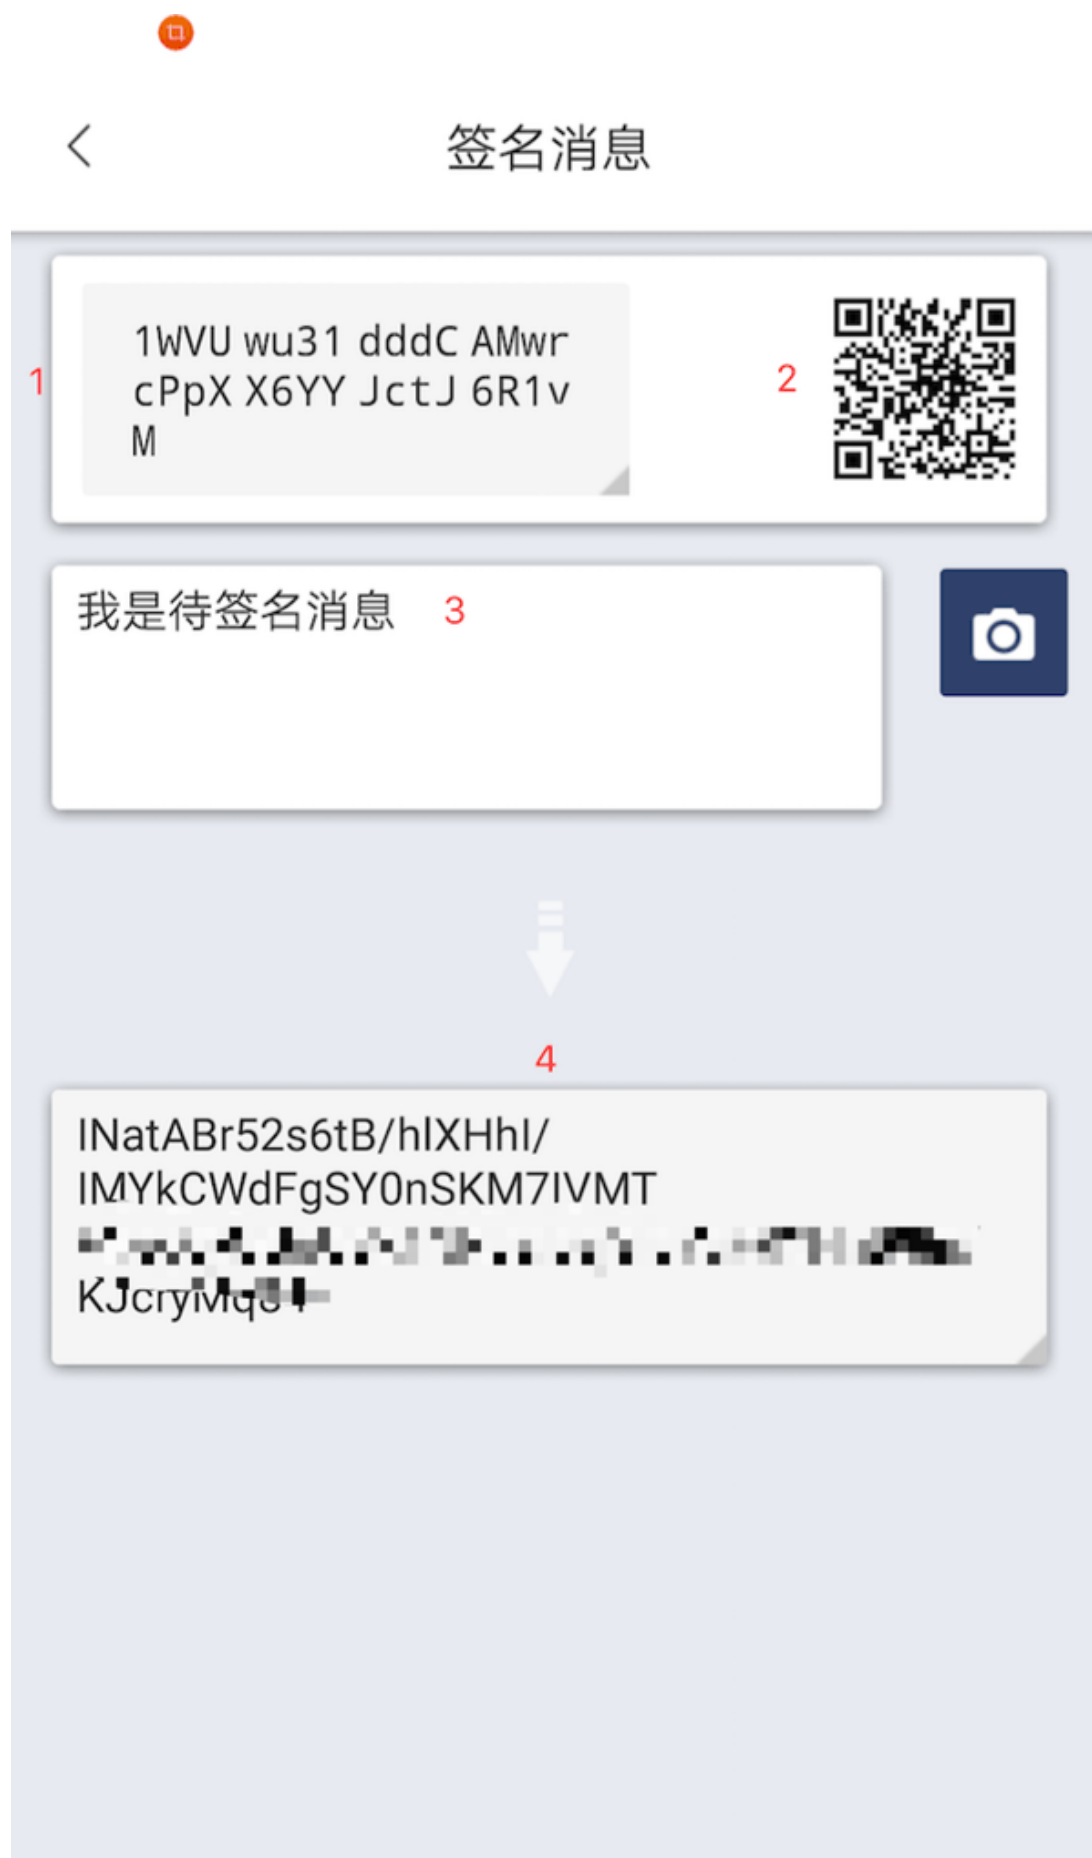 签名消息
1
1WVU wu31 dddC AMwr
cPpX X6YY JctJ 6R1v
M
2
我是待签名消息 3
4
INatABr52s6tB/hlXHhI/
IMYkCWdFgSY0nSKM7IVMT